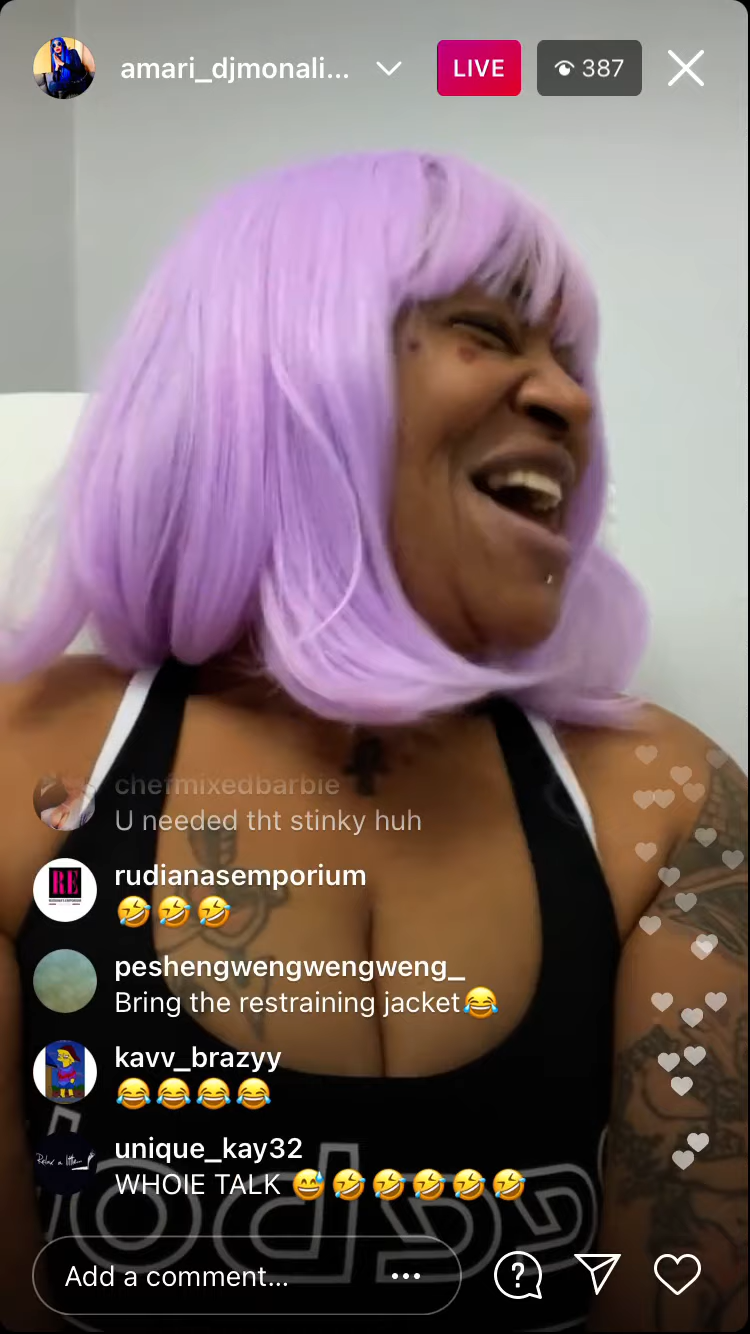 amari_djmonali...
LIVE
387
chefmixedbarbie
U needed tht stinky huh
rudianasemporium
RE
🤣🤣🤣
peshengwengwengweng_
Bring the restraining jacket😂
kavv_brazyy
😂😂😂😂
unique_kay32
WHOIE TALK 😅🤣🤣🤣🤣🤣
Add a comment...